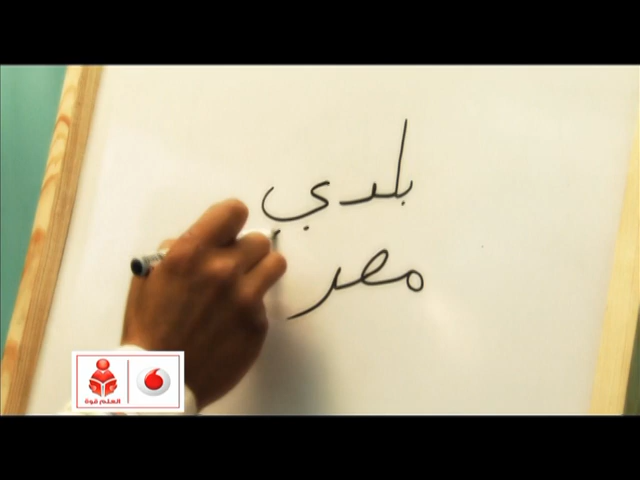 بلدي
مصر
العلم قوة